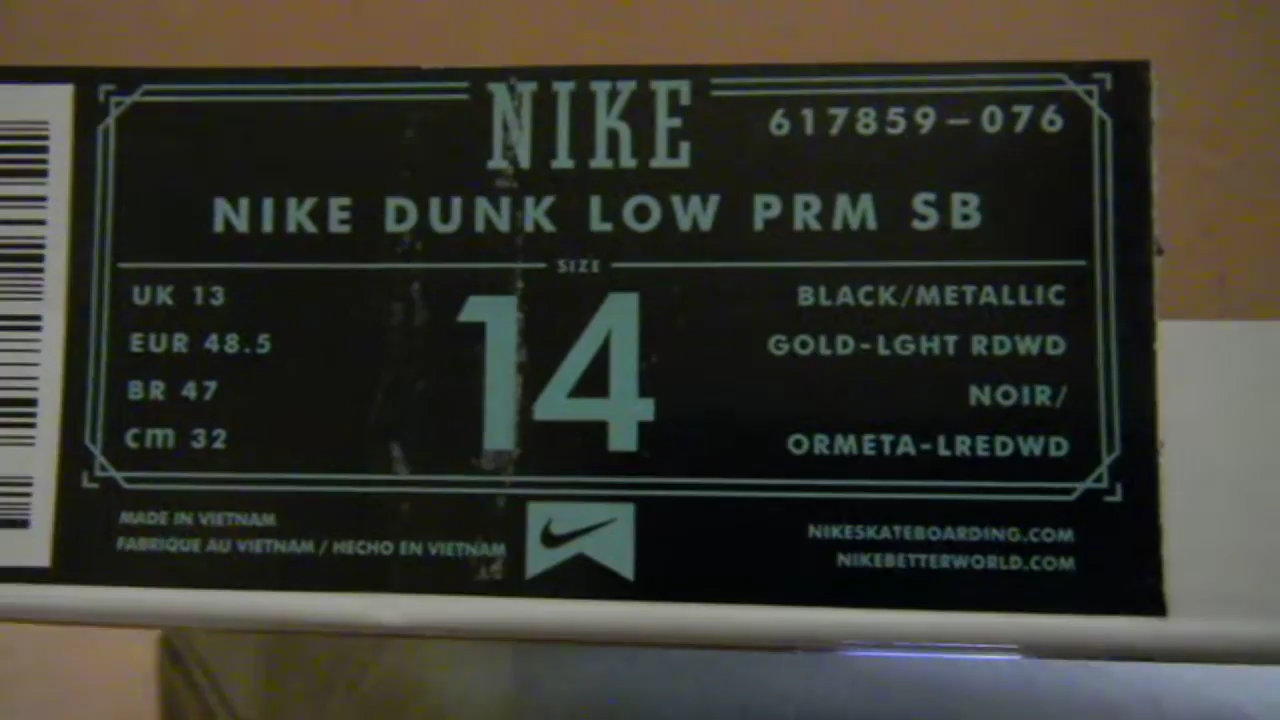 NIKE
617859-076
NIKE DUNK LOW PRM SB
SIZE
14
UK 13
EUR 48.5
BR 47
cm 32
BLACK/METALLIC
GOLD-LGHT RDWD
NOIR/
ORMETA-LREDWD
MADE IN VIETNAM
FABRIQUE AU VIETNAM / HECHO EN VIETNAM
NIKESKATEBOARDING.COM
NIKEBETTERWORLD.COM